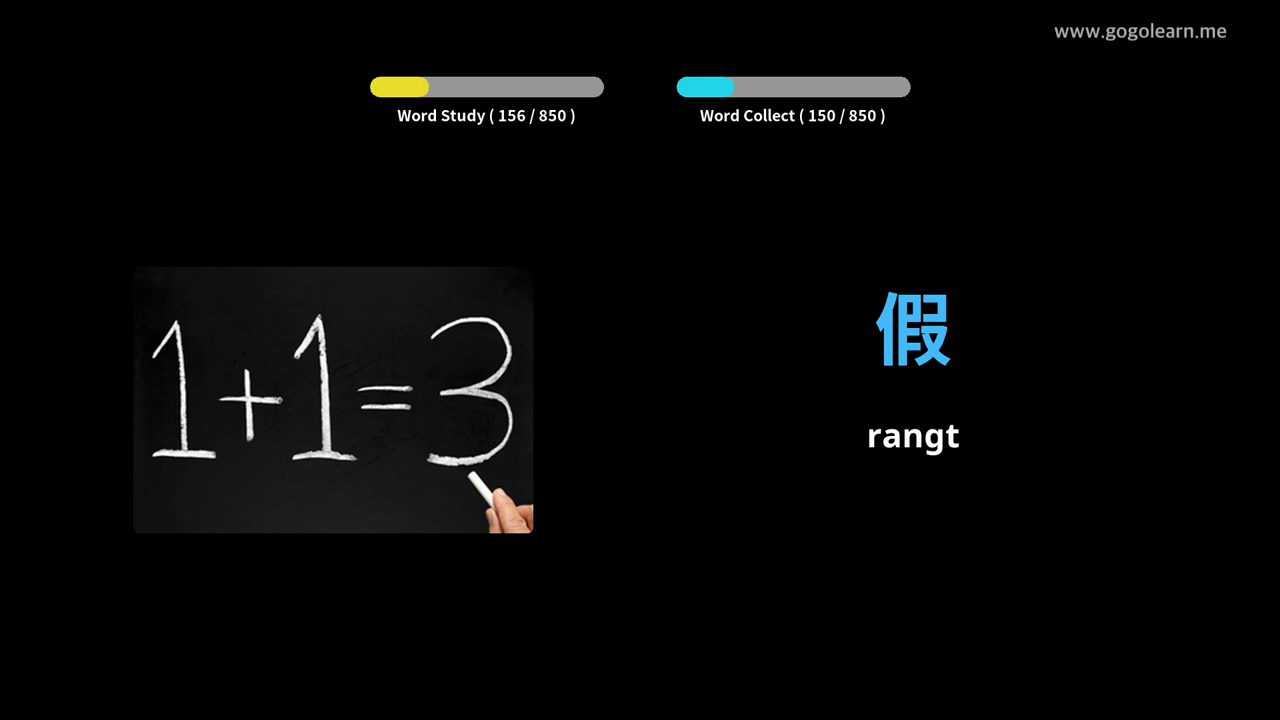 www.gogolearn.me
Word Study ( 156 / 850 )
Word Collect ( 150 / 850 )
1+1=3
假
rangt